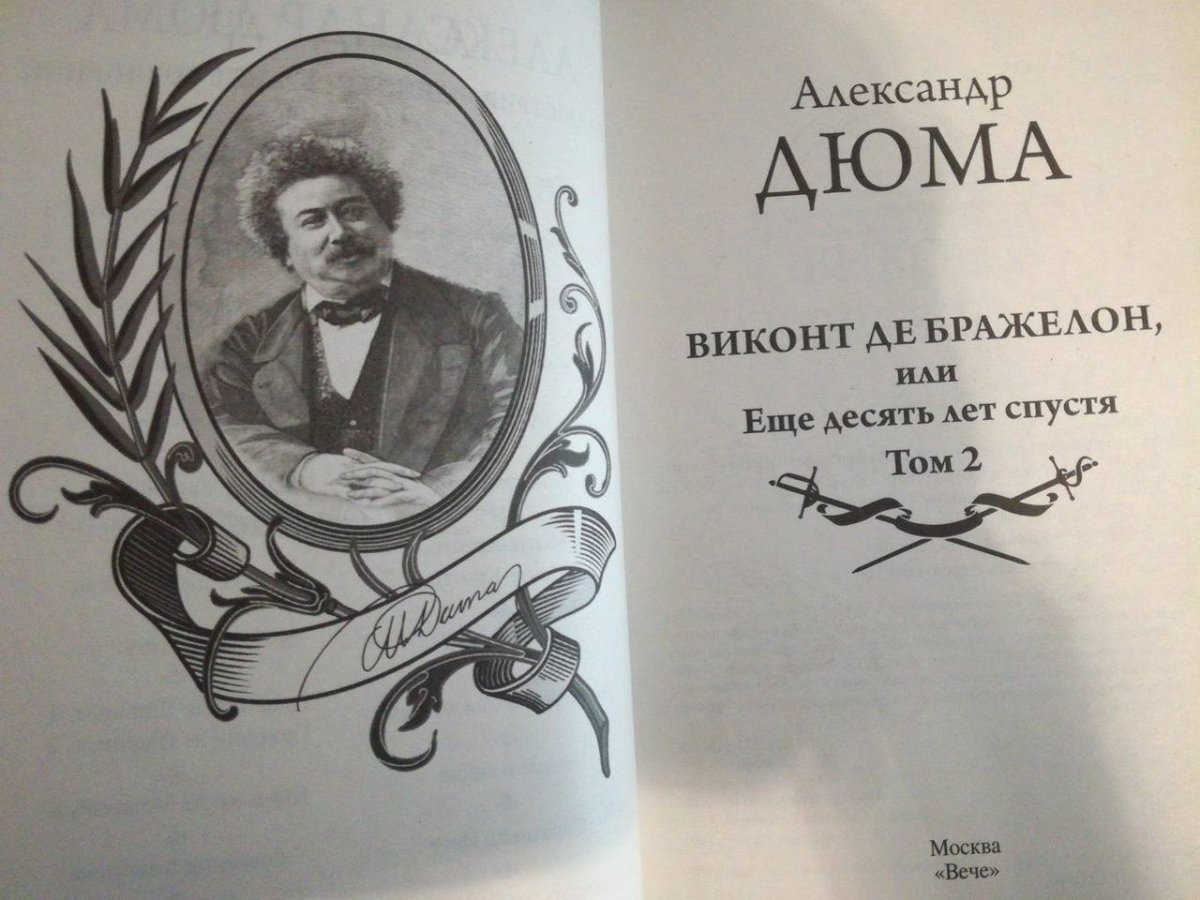 Александр
ДЮМА
ВИКОНТ ДЕ БРАЖЕЛОН,
или
Еще десять лет спустя
Том 2
Москва
«Вече»